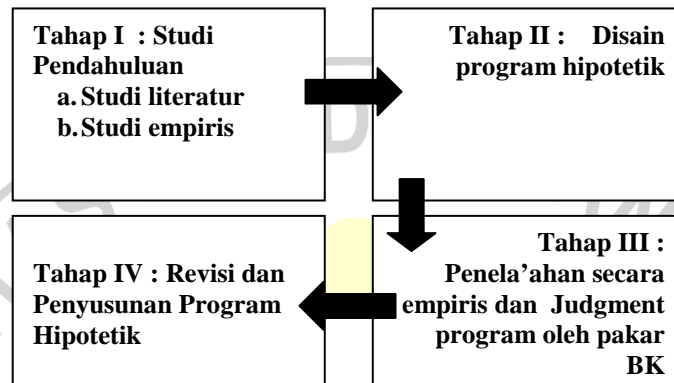 Tahap I : Studi
Pendahuluan
a. Studi literatur
b. Studi empiris
Tahap II : Disain
program hipotetik
Tahap III :
Penela'ahan secara
empiris dan Judgment
program oleh pakar
BK
Tahap IV : Revisi dan
Penyusunan Program
Hipotetik